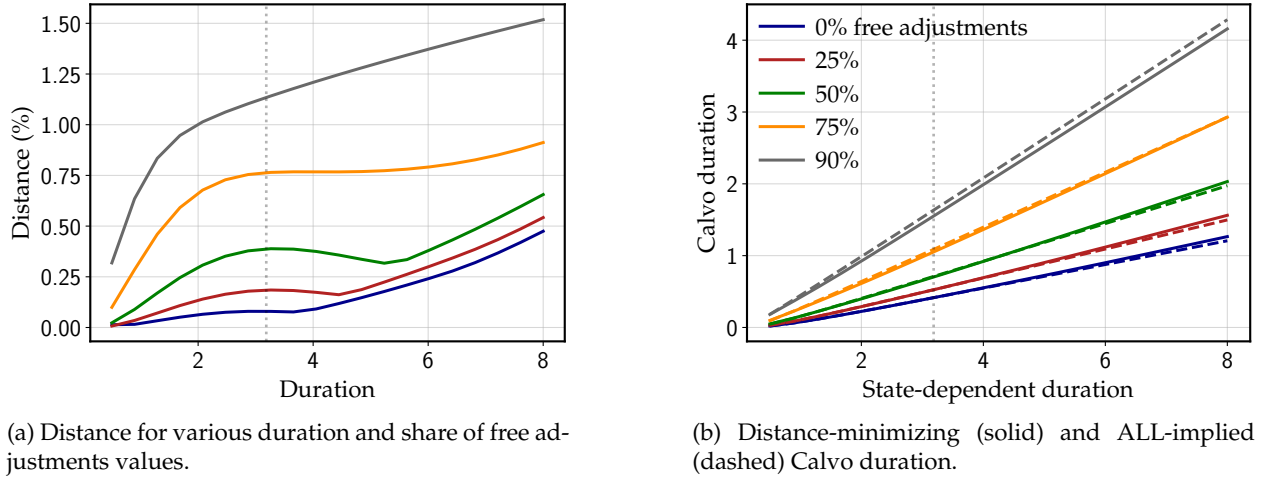 1.50
1.25
1.00
0.75
0.50
0.25
0.00
Distance (%)
2
4
6
8
Duration
4
3
2
1
0
Calvo duration
0% free adjustments
25%
50%
75%
90%
2
4
6
8
State-dependent duration
(a) Distance for various duration and share of free ad-
justments values.
(b) Distance-minimizing (solid) and ALL-implied
(dashed) Calvo duration.